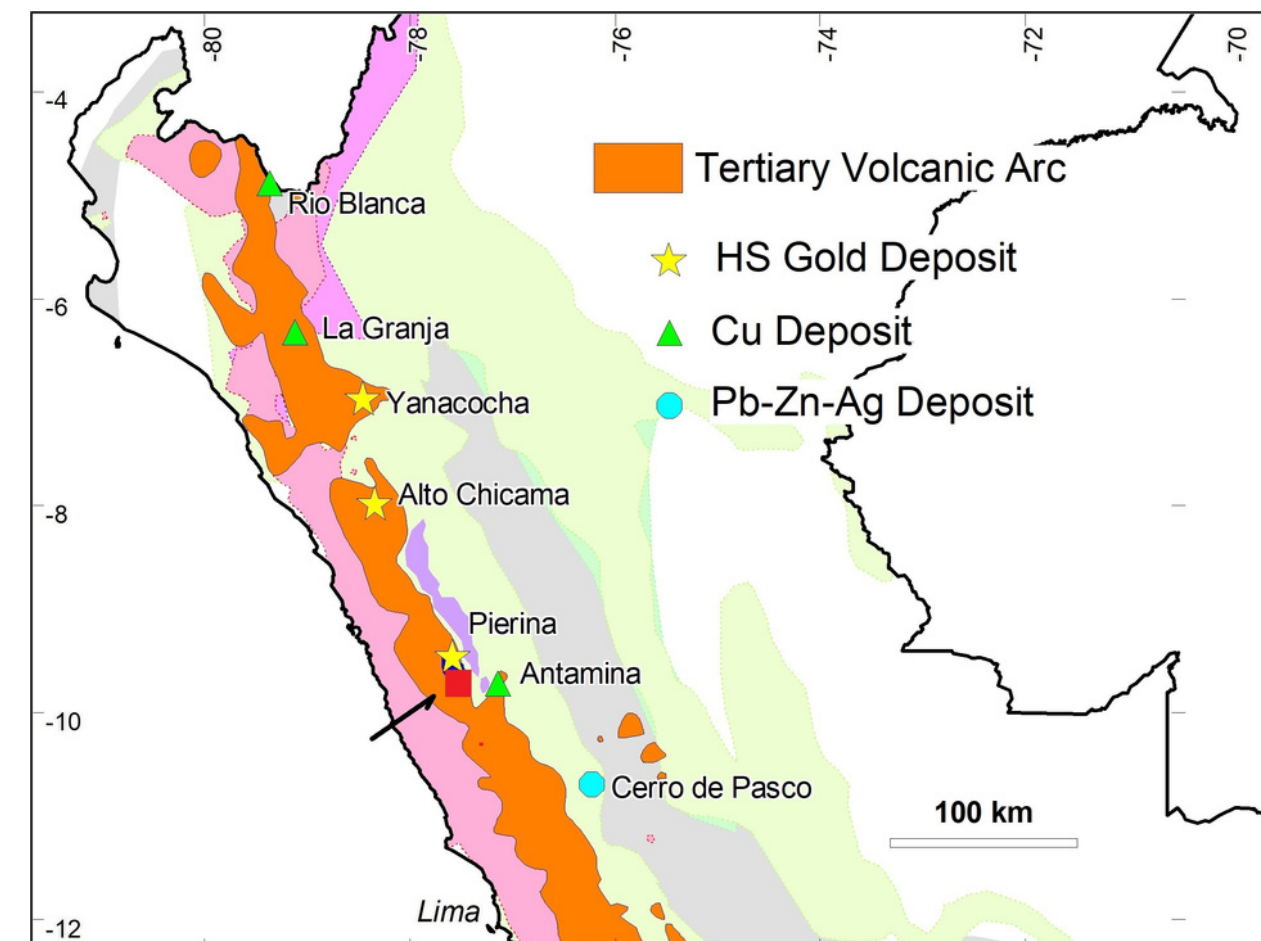 -80
-78
-76
-74
-72
-70
-4
-6
-8
-10
-12
Tertiary Volcanic Arc
HS Gold Deposit
Cu Deposit
Pb-Zn-Ag Deposit
Rio Blanca
La Granja
Yanacocha
Alto Chicama
Pierina
Antamina
Cerro de Pasco
100 km
Lima